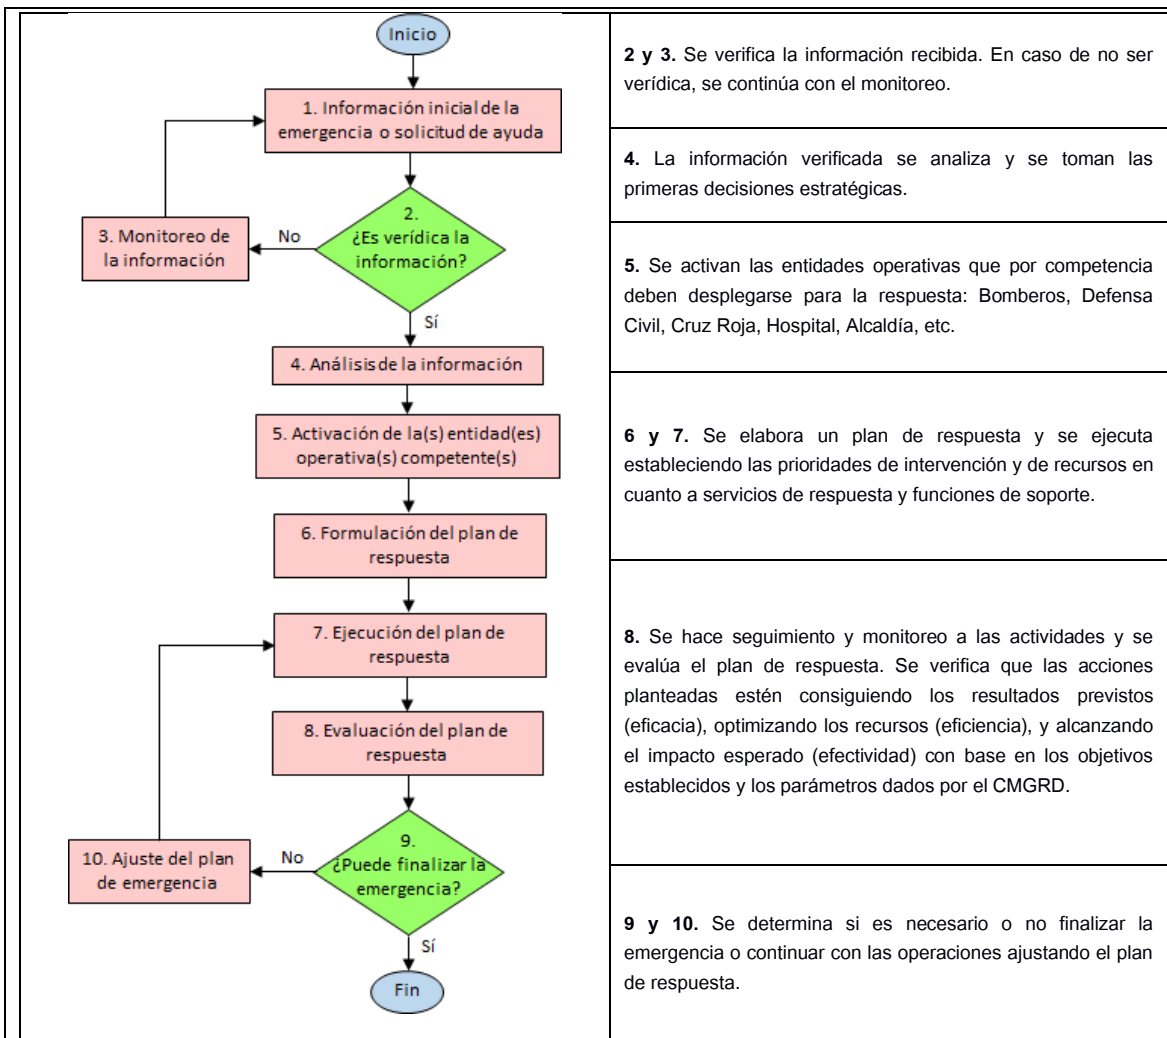 Inicio
1. Información inicial de la
emergencia o solicitud de ayuda
2.
¿Es verídica la
información?
No
3. Monitoreo de
la información
Sí
4. Análisis de la información
5. Activación de la(s) entidad(es)
operativa(s) competente(s)
6. Formulación del plan de
respuesta
7. Ejecución del plan de
respuesta
8. Evaluación del plan de
respuesta
9.
¿Puede finalizar la
emergencia?
No
10. Ajuste del plan
de emergencia
Sí
Fin
2 y 3. Se verifica la información recibida. En caso de no ser
verídica, se continúa con el monitoreo.
4. La información verificada se analiza y se toman las
primeras decisiones estratégicas.
5. Se activan las entidades operativas que por competencia
deben desplegarse para la respuesta: Bomberos, Defensa
Civil, Cruz Roja, Hospital, Alcaldía, etc.
6 y 7. Se elabora un plan de respuesta y se ejecuta
estableciendo las prioridades de intervención y de recursos en
cuanto a servicios de respuesta y funciones de soporte.
8. Se hace seguimiento y monitoreo a las actividades y se
evalúa el plan de respuesta. Se verifica que las acciones
planteadas estén consiguiendo los resultados previstos
(eficacia), optimizando los recursos (eficiencia), y alcanzando
el impacto esperado (efectividad) con base en los objetivos
establecidos y los parámetros dados por el CMGRD.
9 y 10. Se determina si es necesario o no finalizar la
emergencia o continuar con las operaciones ajustando el plan
de respuesta.